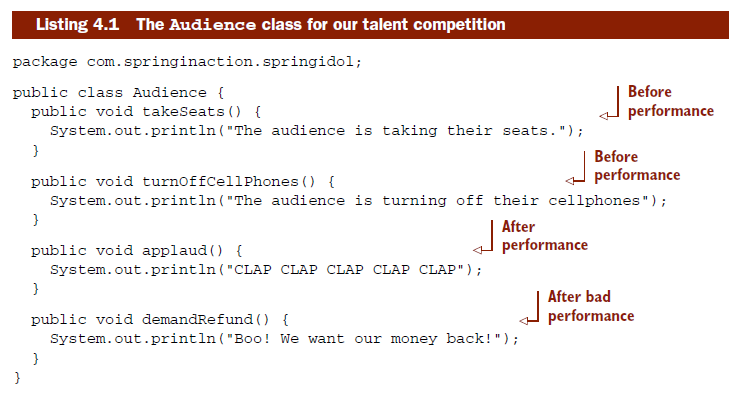 Listing 4.1 The Audience class for our talent competition
package com.springinaction.springidol;
public class Audience {
public void takeSeats() {
Before
performance
System.out.println("The audience is taking their seats.");
}
Before
performance
public void turnOffCellPhones() {
System.out.println("The audience is turning off their cellphones");
}
After
performance
public void applaud() {
System.out.println("CLAP CLAP CLAP CLAP CLAP");
}
After bad
performance
public void demandRefund() {
System.out.println("Boo! We want our money back!");
}
}